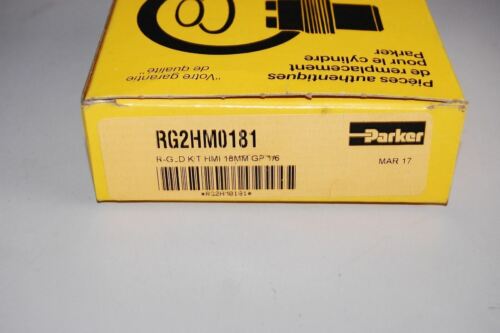 Pièces authentiques
de remplacement
pour le cylindre
Parker
"Votre garantie
de qualité"
RG2HM0181
KIT HMI 18MM GP 1/6
*RG2HM0181*
Parker
MAR 17